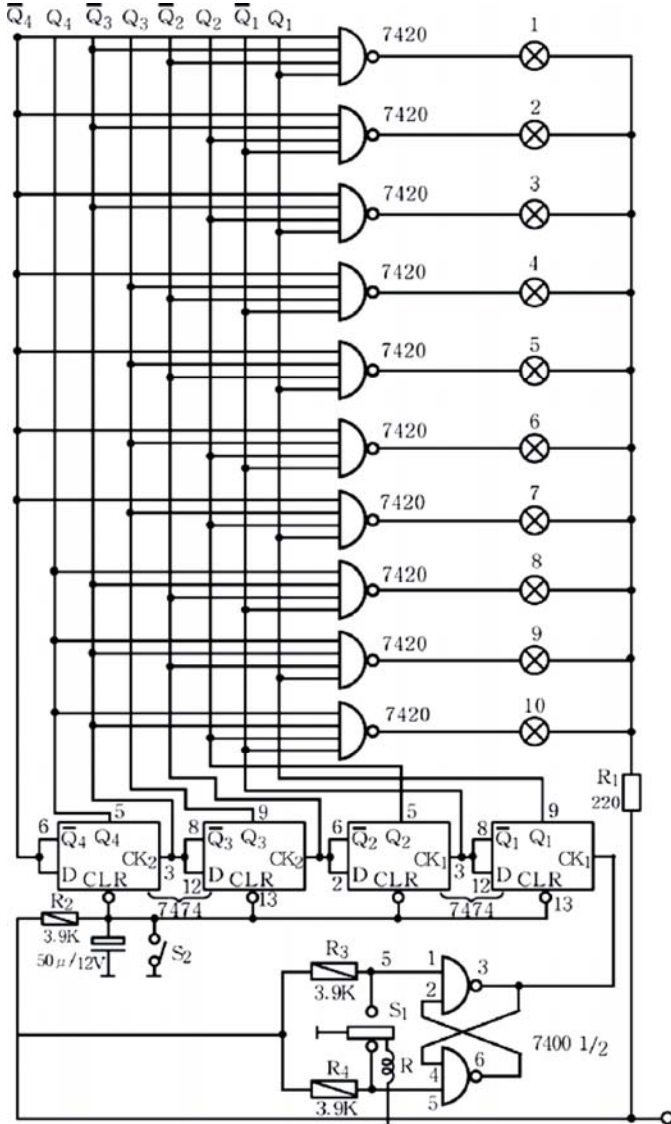 Q̅4 Q4 Q̅3 Q3 Q̅2 Q2 Q̅1 Q1
7420 1
7420 2
7420 3
7420 4
7420 5
7420 6
7420 7
7420 8
7420 9
7420 10
R1
220
5 9 5 9
6 Q̅4 Q4 8 Q̅3 Q3 6 Q̅2 Q2 8 Q̅1 Q1
CK2 CK2 CK1 CK1
D CLR 3 12 D CLR 2 D CLR 3 12 D CLR
13 13
R2 7474 7474
3.9K
50μ/12V S2
R3 5 1 3
3.9K S1 2
7400 1/2
R4 R 4 6
3.9K 5